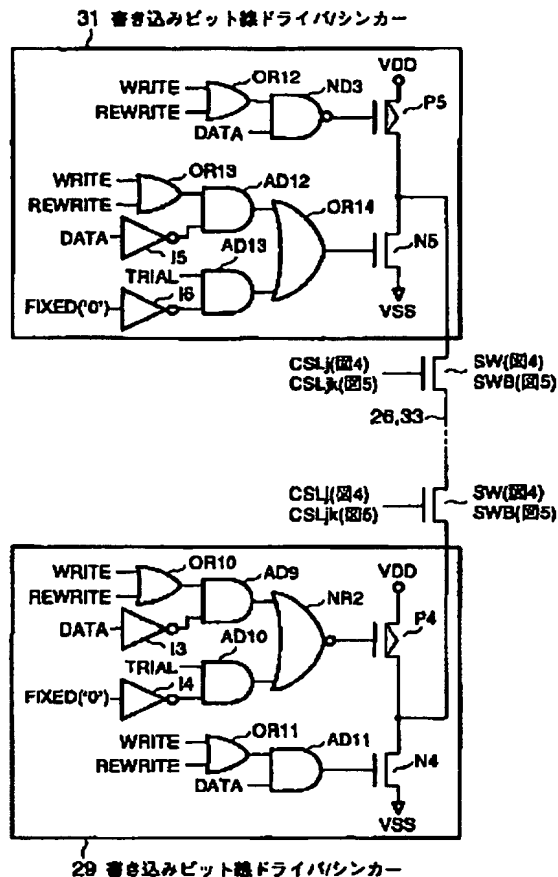 31 書き込みビット線ドライバ/シンカー
VDD
OR12
ND3
WRITE
REWRITE
DATA
P5
WRITE
OR13
REWRITE
AD12
OR14
DATA
I5
AD13
N5
TRIAL
FIXED('0')
I6
VSS
CSLj(図4)
CSLjk(図5)
SW(図4)
SWB(図5)
26,33
CSLj(図4)
CSLjk(図5)
SW(図4)
SWB(図5)
OR10
WRITE
AD9
VDD
REWRITE
NR2
DATA
I3
AD10
P4
TRIAL
FIXED('0')
I4
OR11
WRITE
AD11
REWRITE
DATA
N4
VSS
29 書き込みビット線ドライバ/シンカー